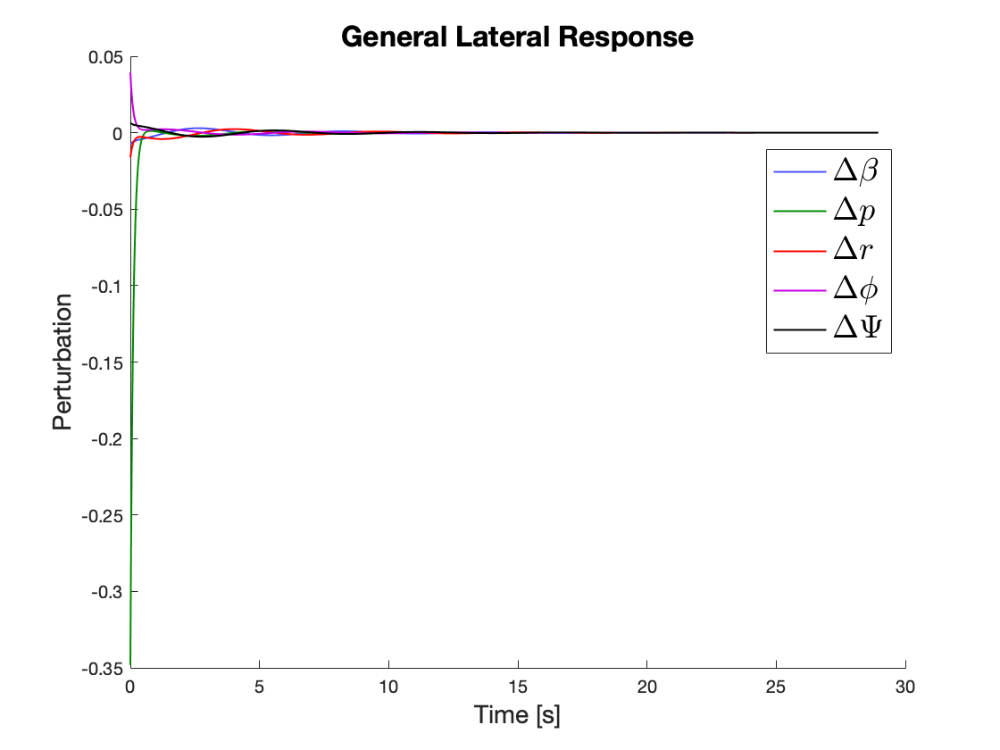 General Lateral Response
0.05
0
-0.05
-0.1
-0.15
-0.2
-0.25
-0.3
-0.35
Perturbation
0 5 10 15 20 25 30
Time [s]
Δβ
Δp
Δr
Δϕ
ΔΨ